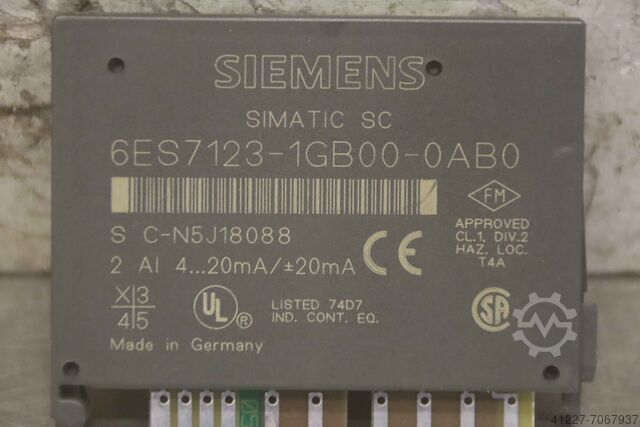 SIEMENS
SIMATIC SC
6ES7123-1GB00-0AB0
FM
APPROVED
CL.1, DIV.2
HAZ. LOC.
T4A
S C-N5J18088
2 AI 4...20mA/±20mA CE
X 3
4 5
UL ®
LISTED 74D7
IND. CONT. EQ.
SA
Made in Germany
41227-7067937